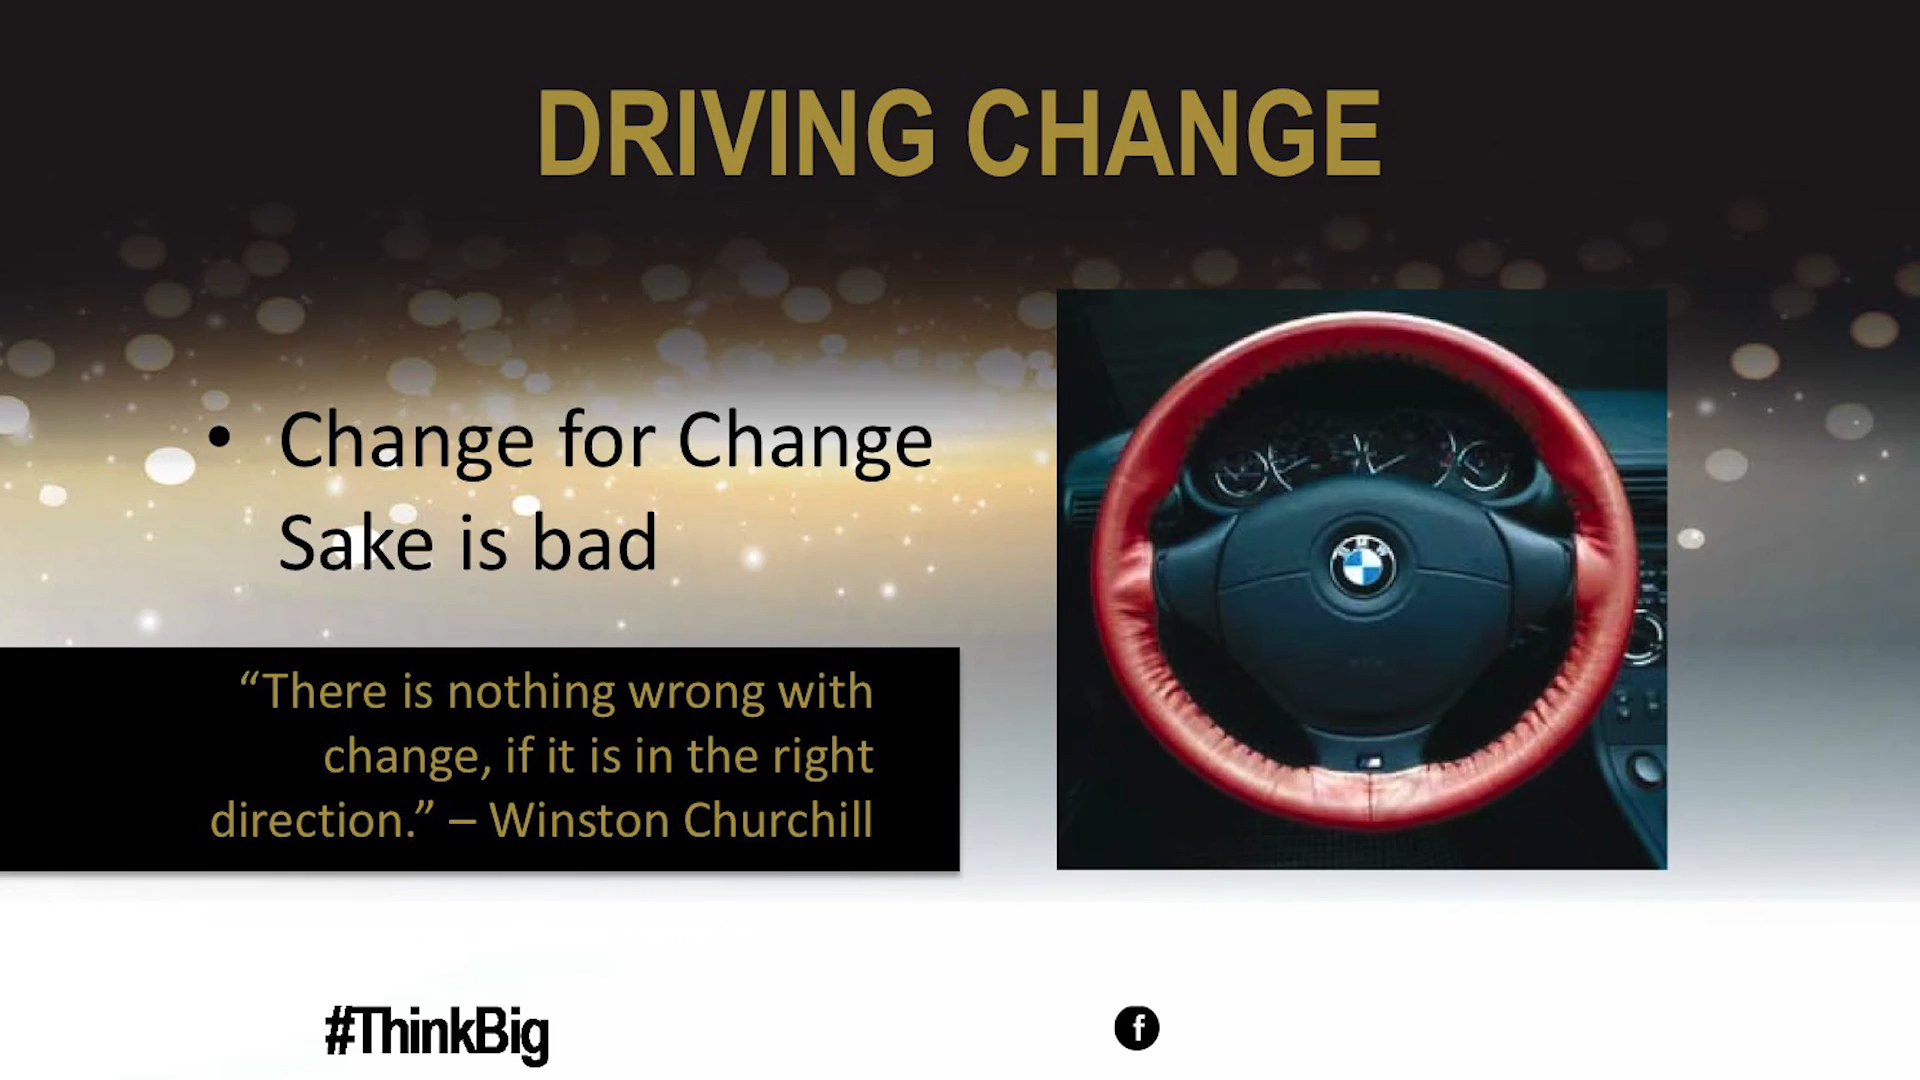 DRIVING CHANGE
• Change for Change
Sake is bad
“There is nothing wrong with
change, if it is in the right
direction.” – Winston Churchill
BMW
#ThinkBig
f